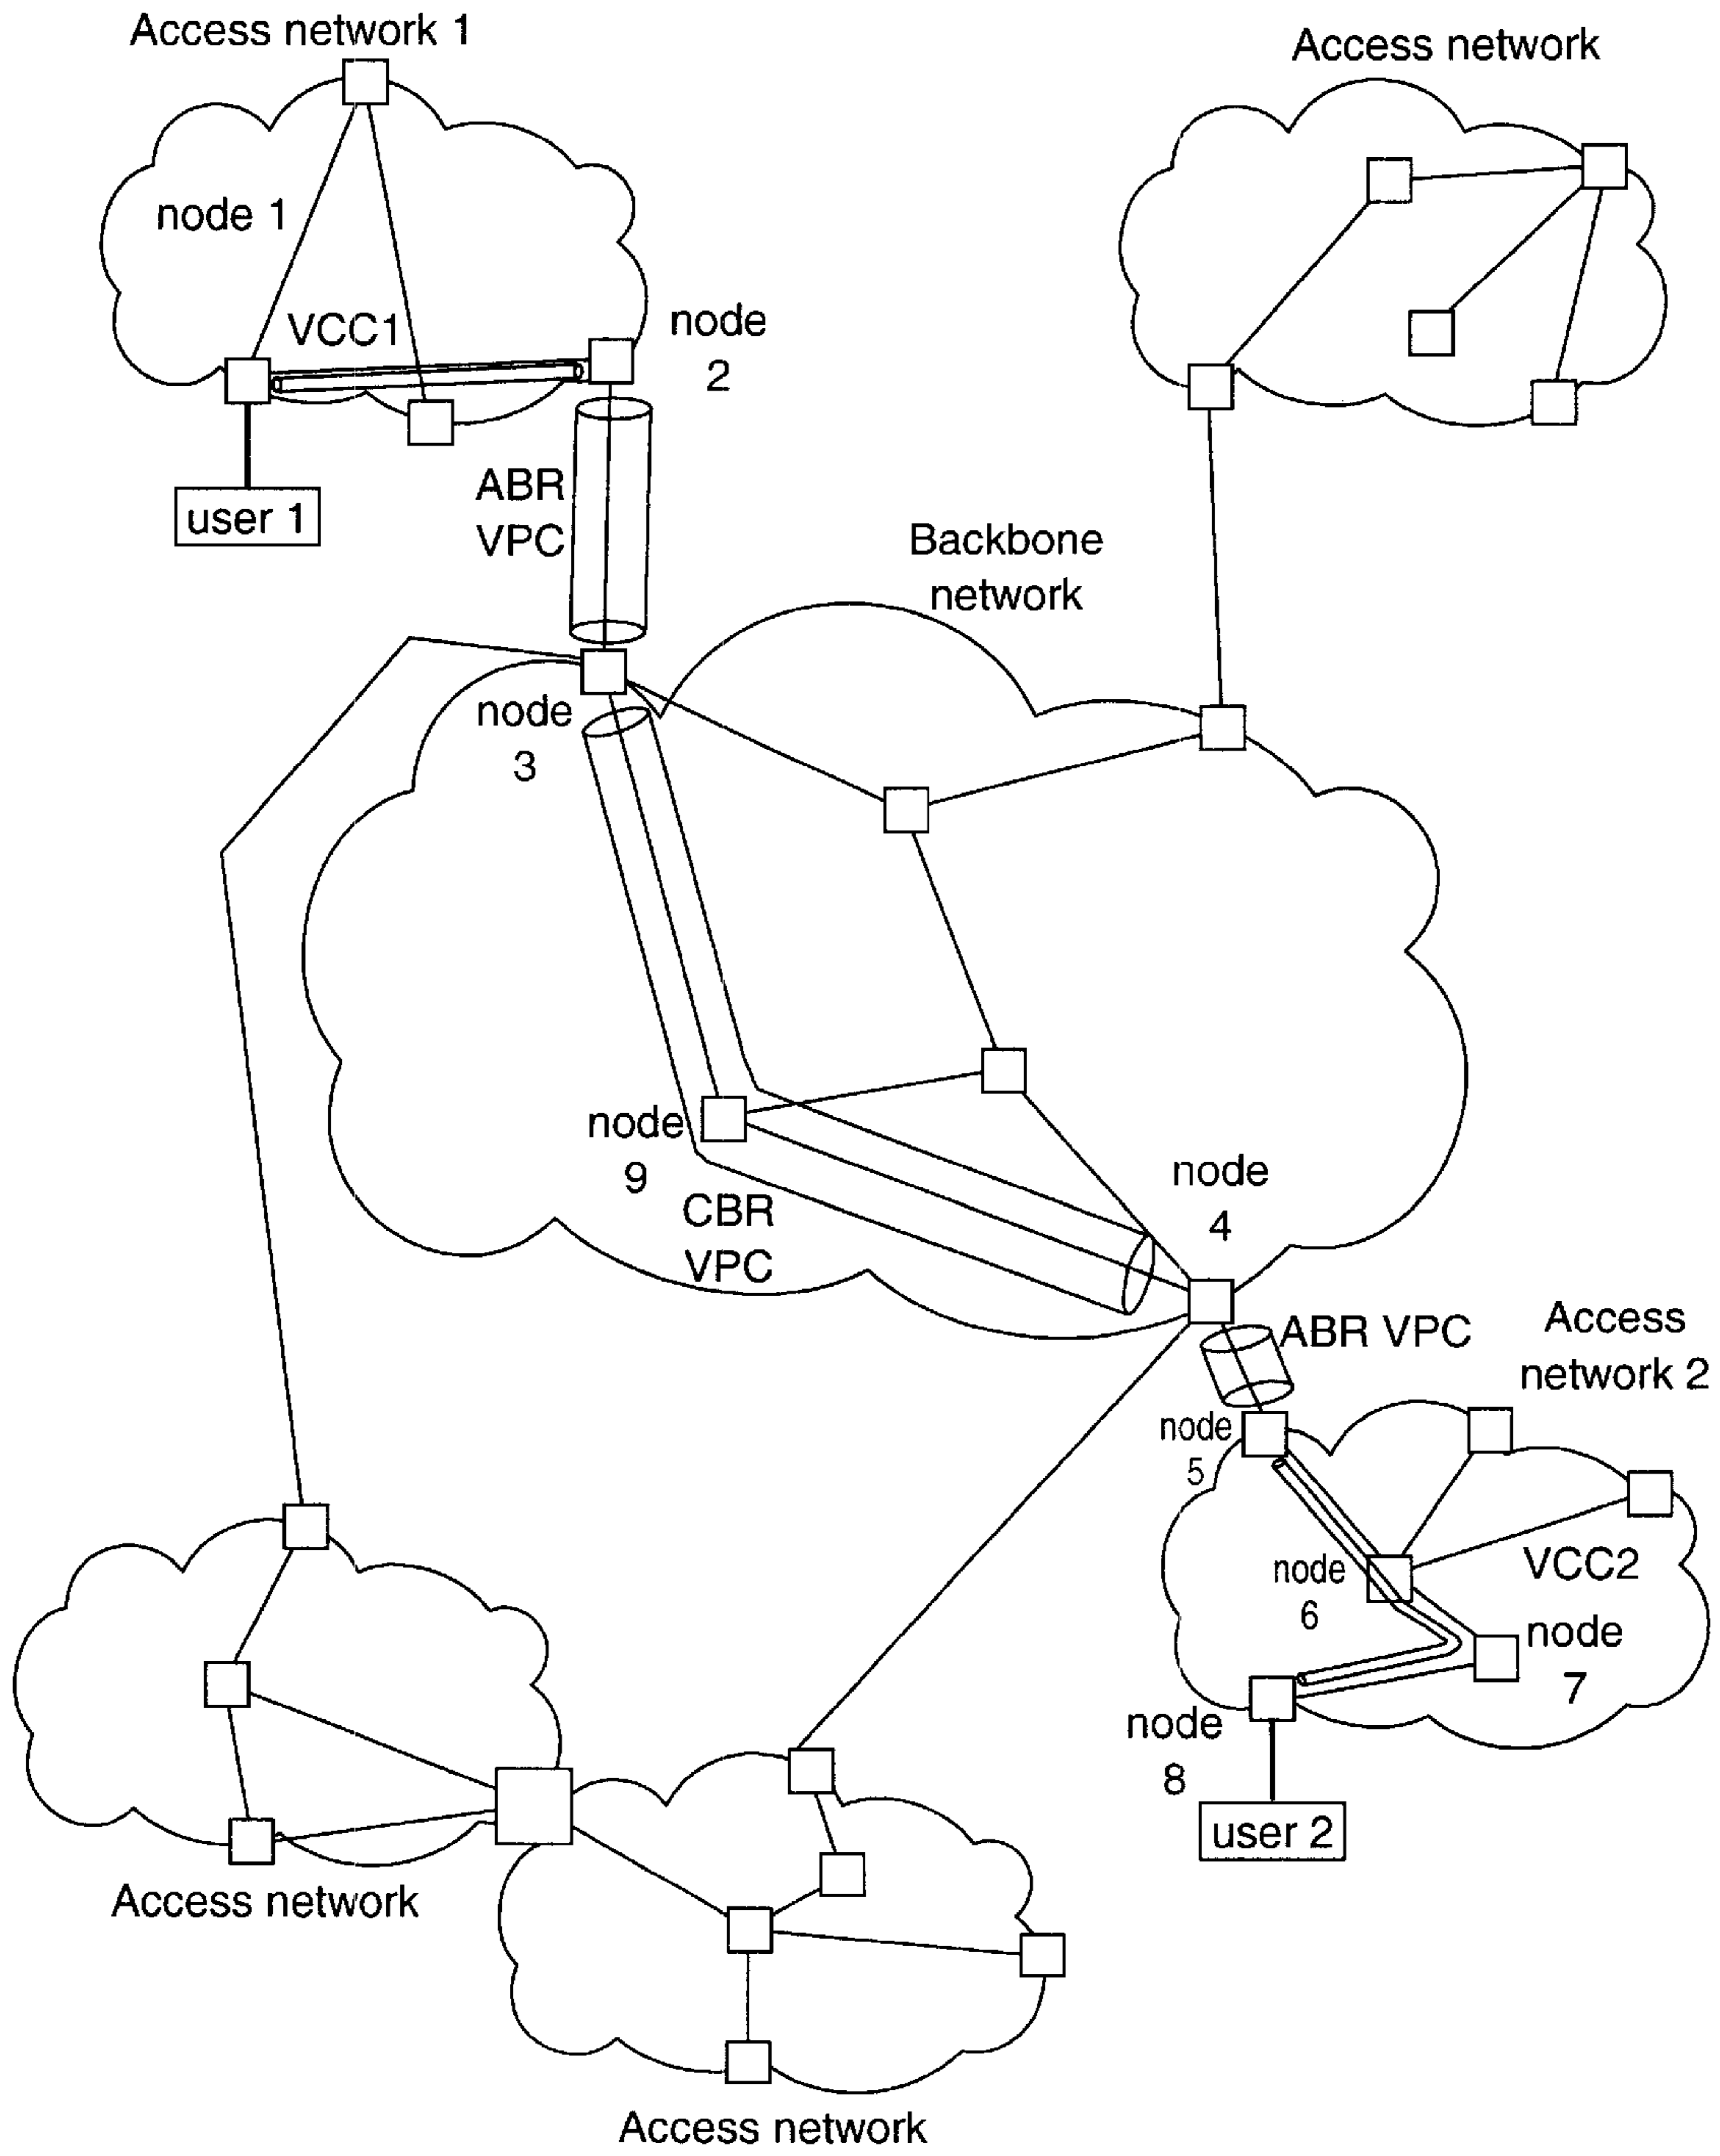 Access network 1
Access network
node 1
VCC1
node
2
user 1
ABR
VPC
Backbone
network
node
3
node
9
CBR
VPC
node
4
ABR VPC
Access
network 2
node
5
node
6
VCC2
node
7
node
8
user 2
Access network
Access network